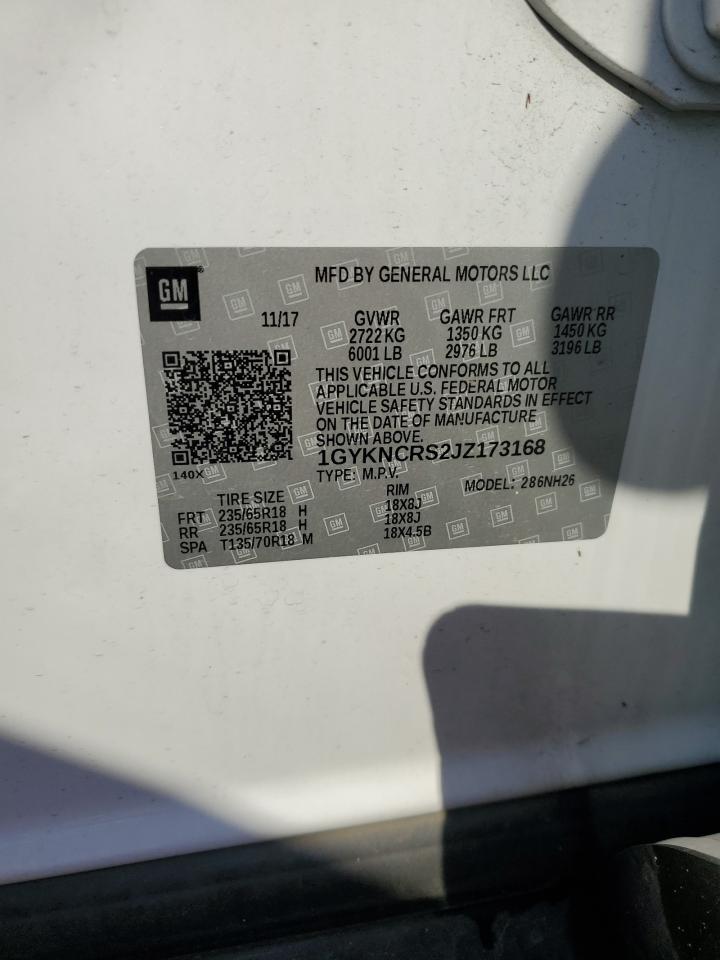 GM
MFD BY GENERAL MOTORS LLC
11/17 GVWR GAWR FRT GAWR RR
2722 KG 1350 KG 1450 KG
6001 LB 2976 LB 3196 LB
THIS VEHICLE CONFORMS TO ALL
APPLICABLE U.S. FEDERAL MOTOR
VEHICLE SAFETY STANDARDS IN EFFECT
ON THE DATE OF MANUFACTURE
SHOWN ABOVE.
1GYKNCRS2JZ173168
140X TYPE: M.P.V. MODEL: 286NH26
TIRE SIZE RIM
FRT 235/65R18 H 18X8J
RR 235/65R18 H 18X8J
SPA T135/70R18 M 18X4.5B